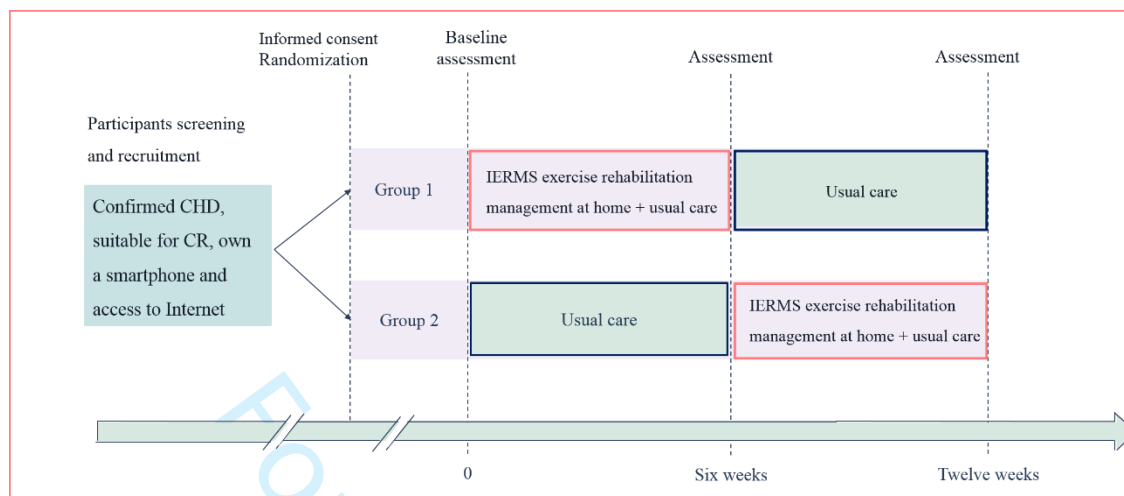 Informed consent
Randomization
Baseline
assessment
Assessment
Assessment
Participants screening
and recruitment
Confirmed CHD,
suitable for CR, own
a smartphone and
access to Internet
Group 1
IERMS exercise rehabilitation
management at home + usual care
Usual care
Group 2
Usual care
IERMS exercise rehabilitation
management at home + usual care
Fo
0
Six weeks
Twelve weeks